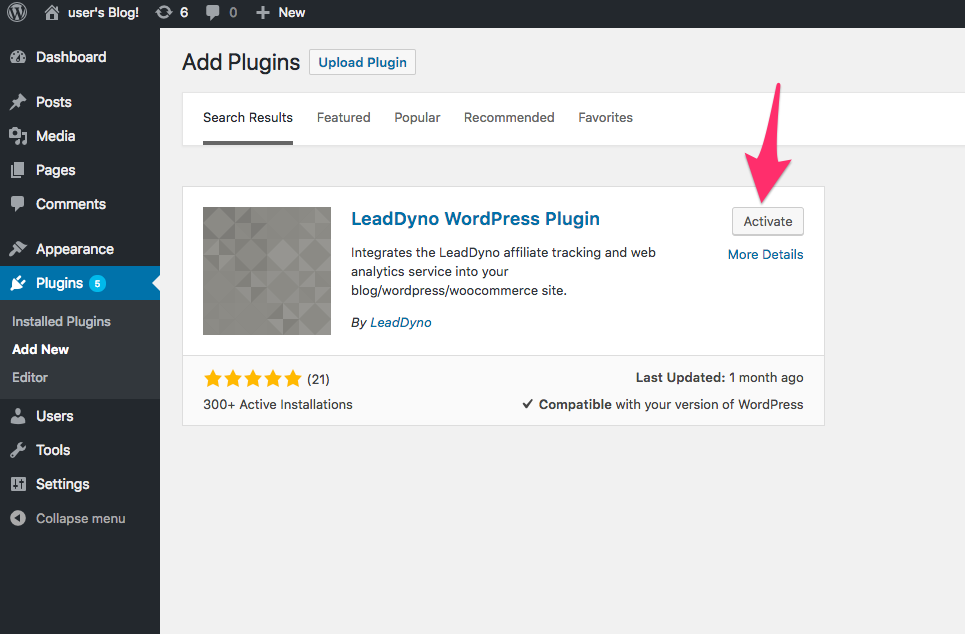 user's Blog! 6 0 New
Dashboard
Posts
Media
Pages
Comments
Appearance
Plugins 5
Installed Plugins
Add New
Editor
Users
Tools
Settings
Collapse menu
Add Plugins Upload Plugin
Search Results Featured Popular Recommended Favorites
LeadDyno WordPress Plugin
Activate
More Details
Integrates the LeadDyno affiliate tracking and web
analytics service into your
blog/wordpress/woocommerce site.
By LeadDyno
(21)
300+ Active Installations
Last Updated: 1 month ago
Compatible with your version of WordPress